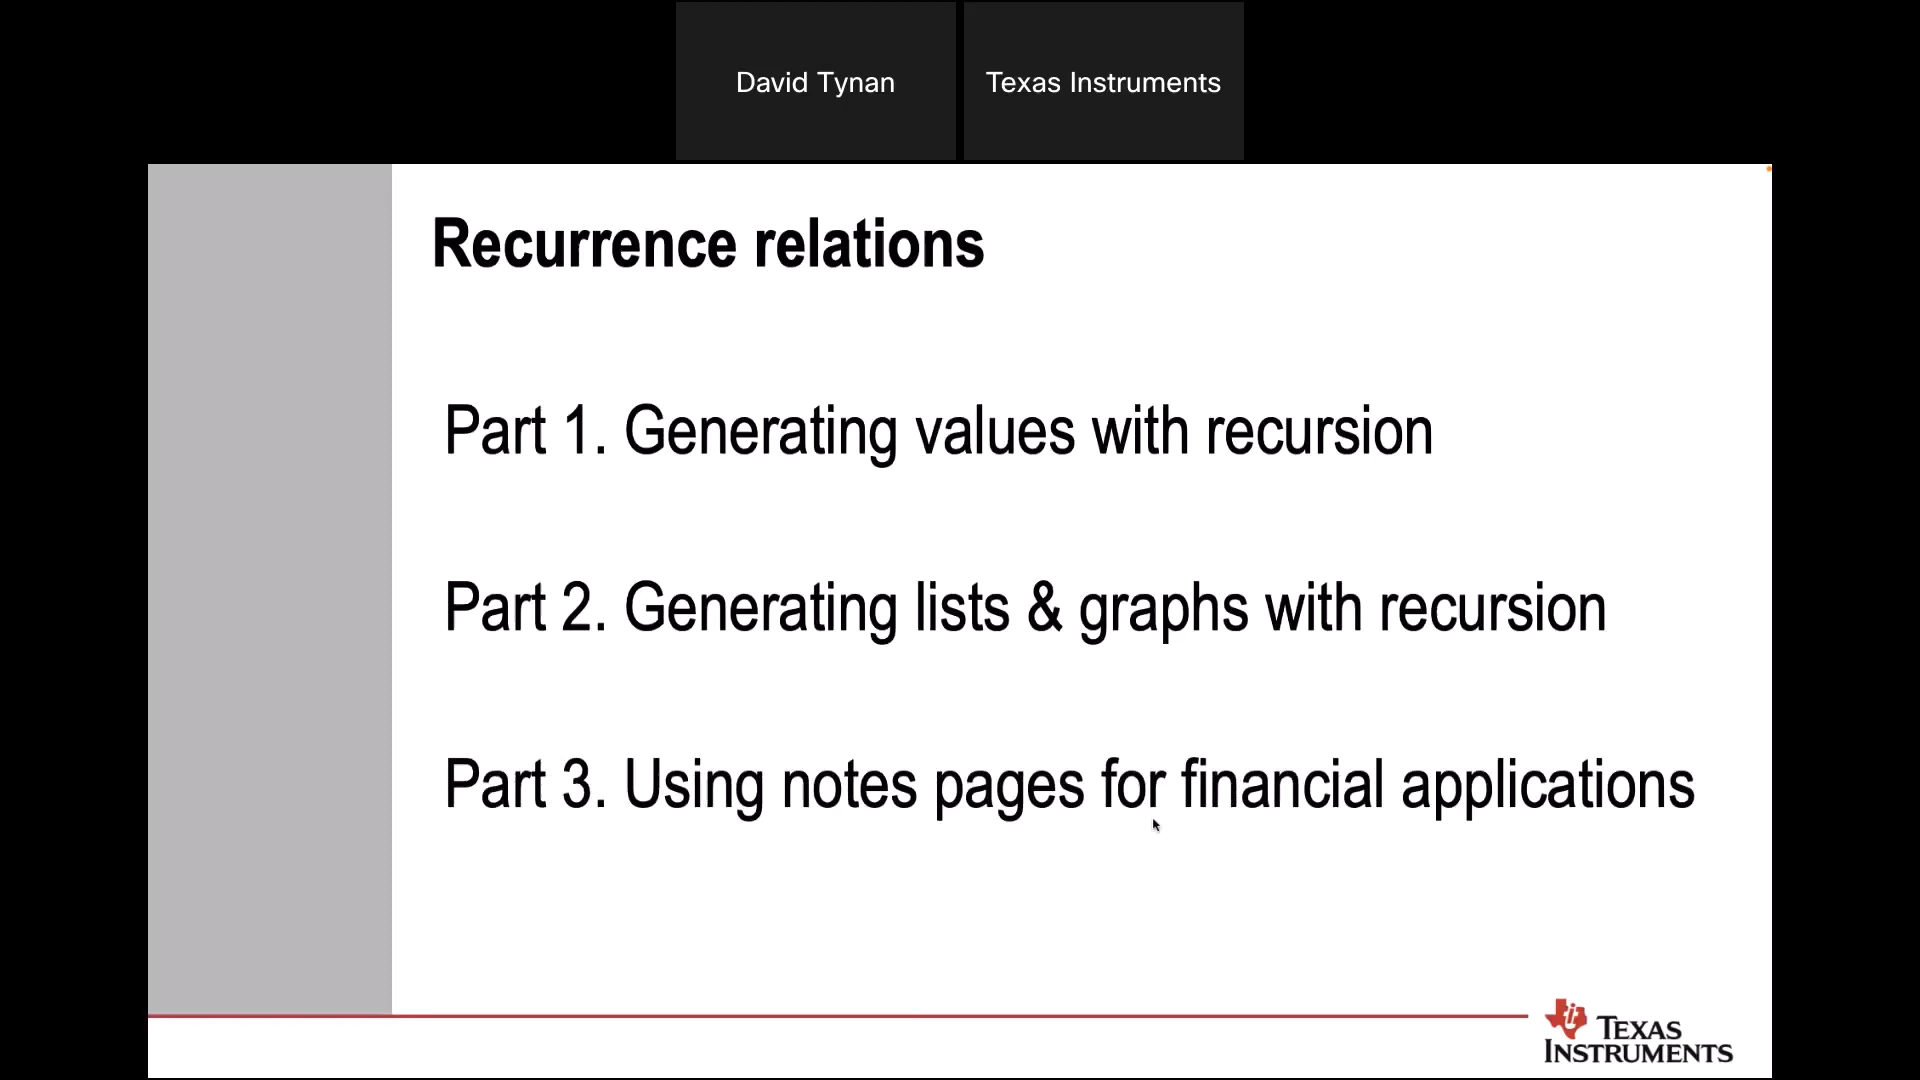 David Tynan
Texas Instruments
Recurrence relations
Part 1. Generating values with recursion
Part 2. Generating lists & graphs with recursion
Part 3. Using notes pages for financial applications
TEXAS
INSTRUMENTS